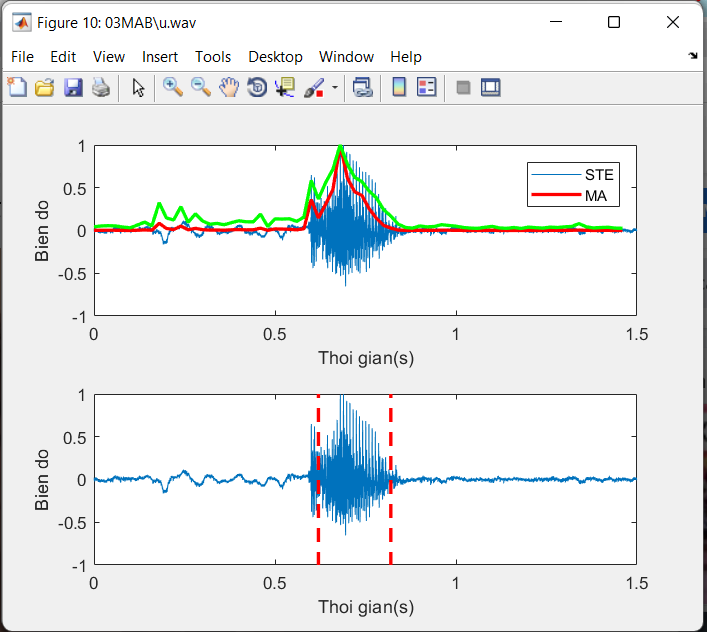 Figure 10: 03MAB\u.wav
File Edit View Insert Tools Desktop Window Help
1
0.5
0
-0.5
-1
Bien do
STE
MA
0 0.5 1 1.5
Thoi gian(s)
1
0.5
0
-0.5
-1
Bien do
0 0.5 1 1.5
Thoi gian(s)